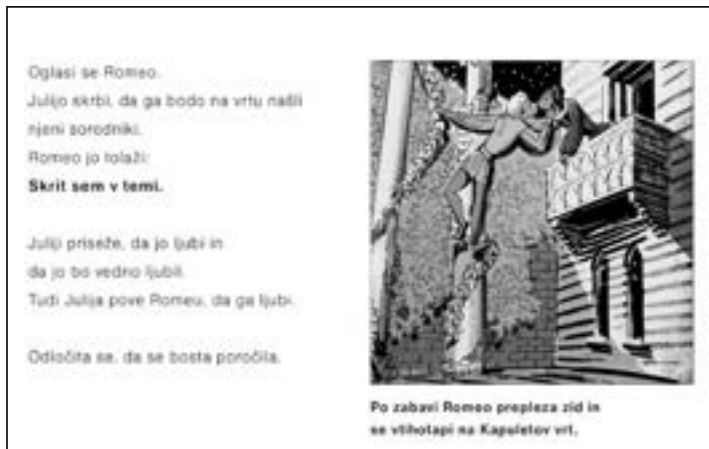 Oglasi se Romeo.
Julijo skrbi, da ga bodo na vrtu našli
njeni sorodniki.
Romeo jo tolaži:
Skrit sem v temi.
Juliji priseže, da jo ljubi in
da jo bo vedno ljubil.
Tudi Julija pove Romeu, da ga ljubi.
Odločita se, da se bosta poročila.
Po zabavi Romeo prepleza zid in
se vtihotapi na Kapuletov vrt.